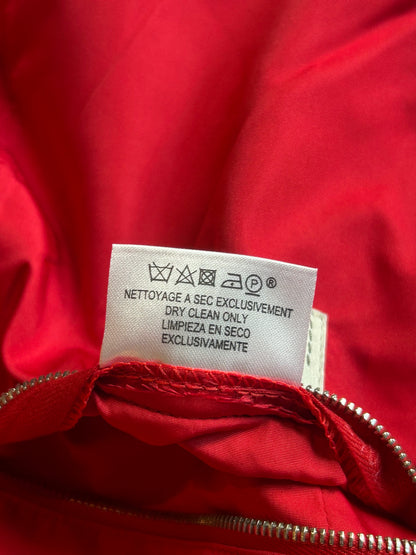 P ®
NETTOYAGE A SEC EXCLUSIVEMENT
DRY CLEAN ONLY
LIMPIEZA EN SECO
EXCLUSIVAMENTE